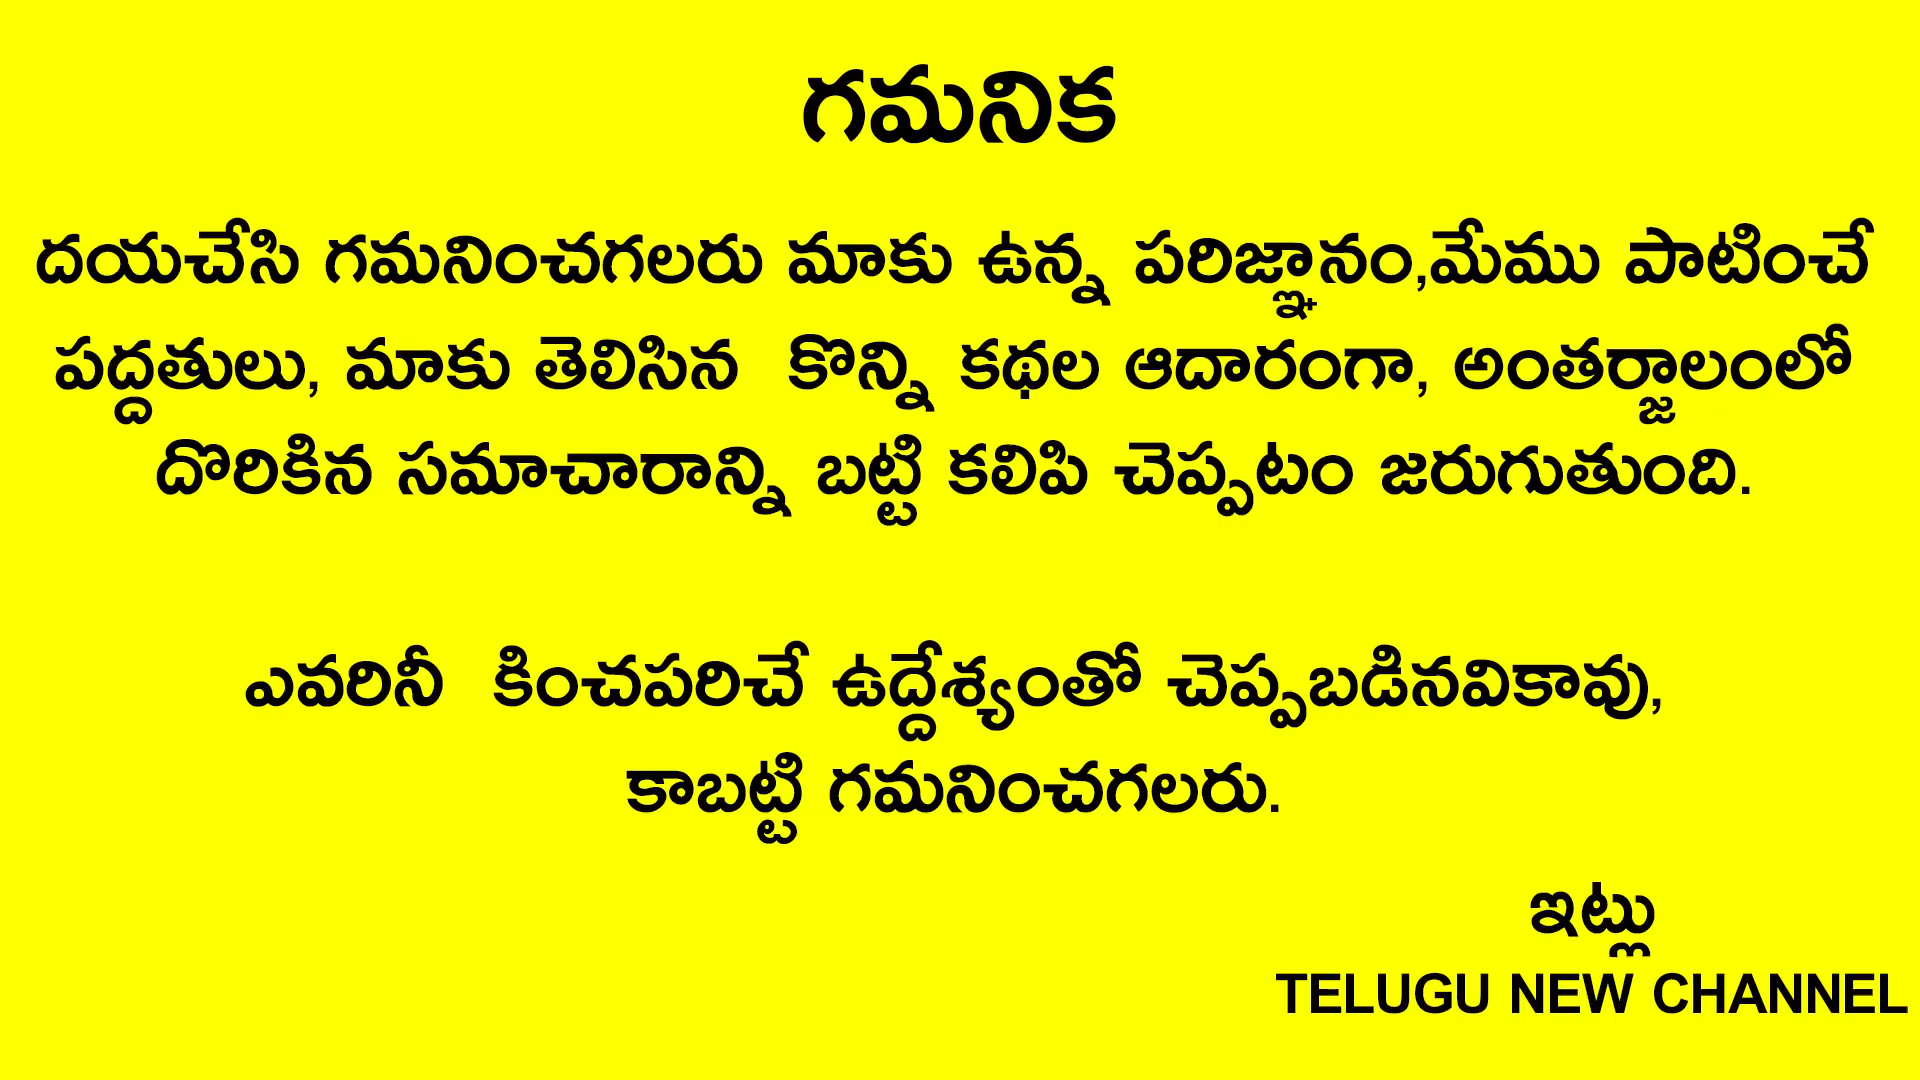 గమనిక
దయచేసి గమనించగలరు మాకు ఉన్న పరిజ్ఞానం,మేము పాటించే
పద్దతులు, మాకు తెలిసిన కొన్ని కథల ఆదారంగా, అంతర్జాలంలో
దొరికిన సమాచారాన్ని బట్టి కలిపి చెప్పటం జరుగుతుంది.
ఎవరినీ కించపరిచే ఉద్దేశ్యంతో చెప్పబడినవికావు,
కాబట్టి గమనించగలరు.
ఇట్లు
TELUGU NEW CHANNEL